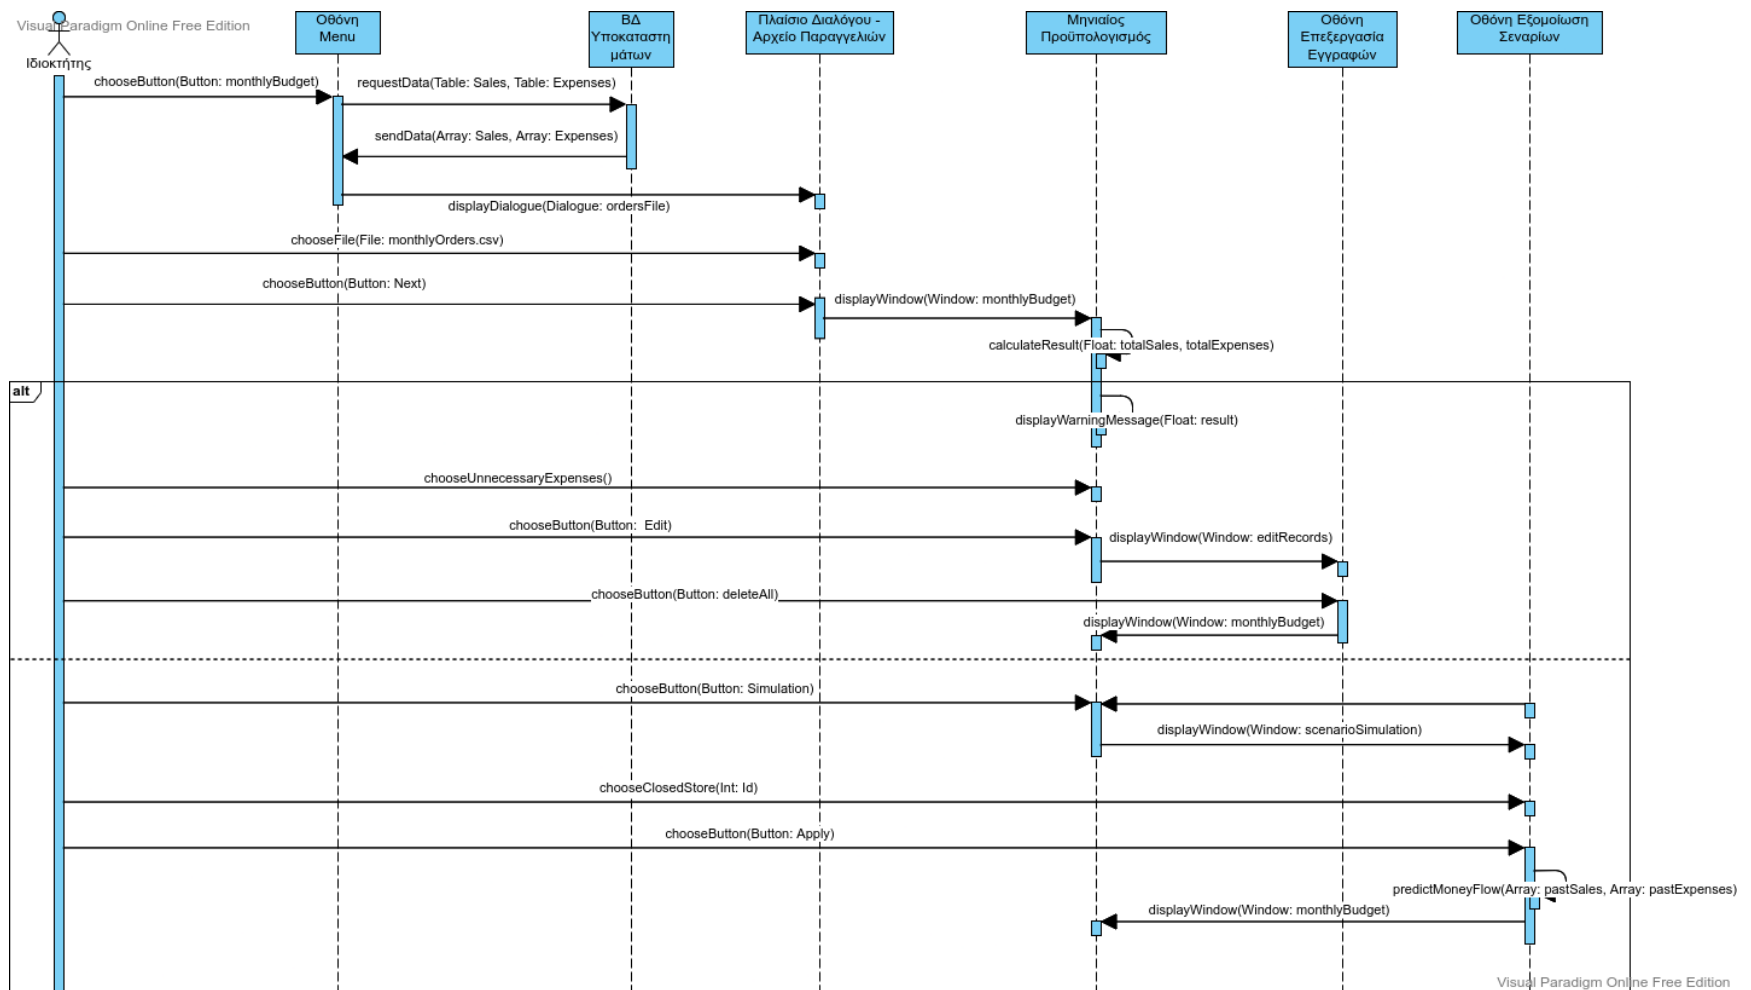 Visual Paradigm Online Free Edition
Ιδιοκτήτης
Οθόνη
Menu
ΒΔ
Υποκαταστη
μάτων
Πλαίσιο Διαλόγου -
Αρχείο Παραγγελιών
Μηνιαίος
Προϋπολογισμός
Οθόνη
Επεξεργασία
Εγγραφών
Οθόνη Εξομοίωση
Σεναρίων
chooseButton(Button: monthlyBudget)
requestData(Table: Sales, Table: Expenses)
sendData(Array: Sales, Array: Expenses)
displayDialogue(Dialogue: ordersFile)
chooseFile(File: monthlyOrders.csv)
chooseButton(Button: Next)
displayWindow(Window: monthlyBudget)
calculateResult(Float: totalSales, totalExpenses)
alt
displayWarningMessage(Float: result)
chooseUnnecessaryExpenses()
chooseButton(Button:  Edit)
displayWindow(Window: editRecords)
chooseButton(Button: deleteAll)
displayWindow(Window: monthlyBudget)
chooseButton(Button: Simulation)
displayWindow(Window: scenarioSimulation)
chooseClosedStore(Int: Id)
chooseButton(Button: Apply)
predictMoneyFlow(Array: pastSales, Array: pastExpenses)
displayWindow(Window: monthlyBudget)
Visual Paradigm Online Free Edition